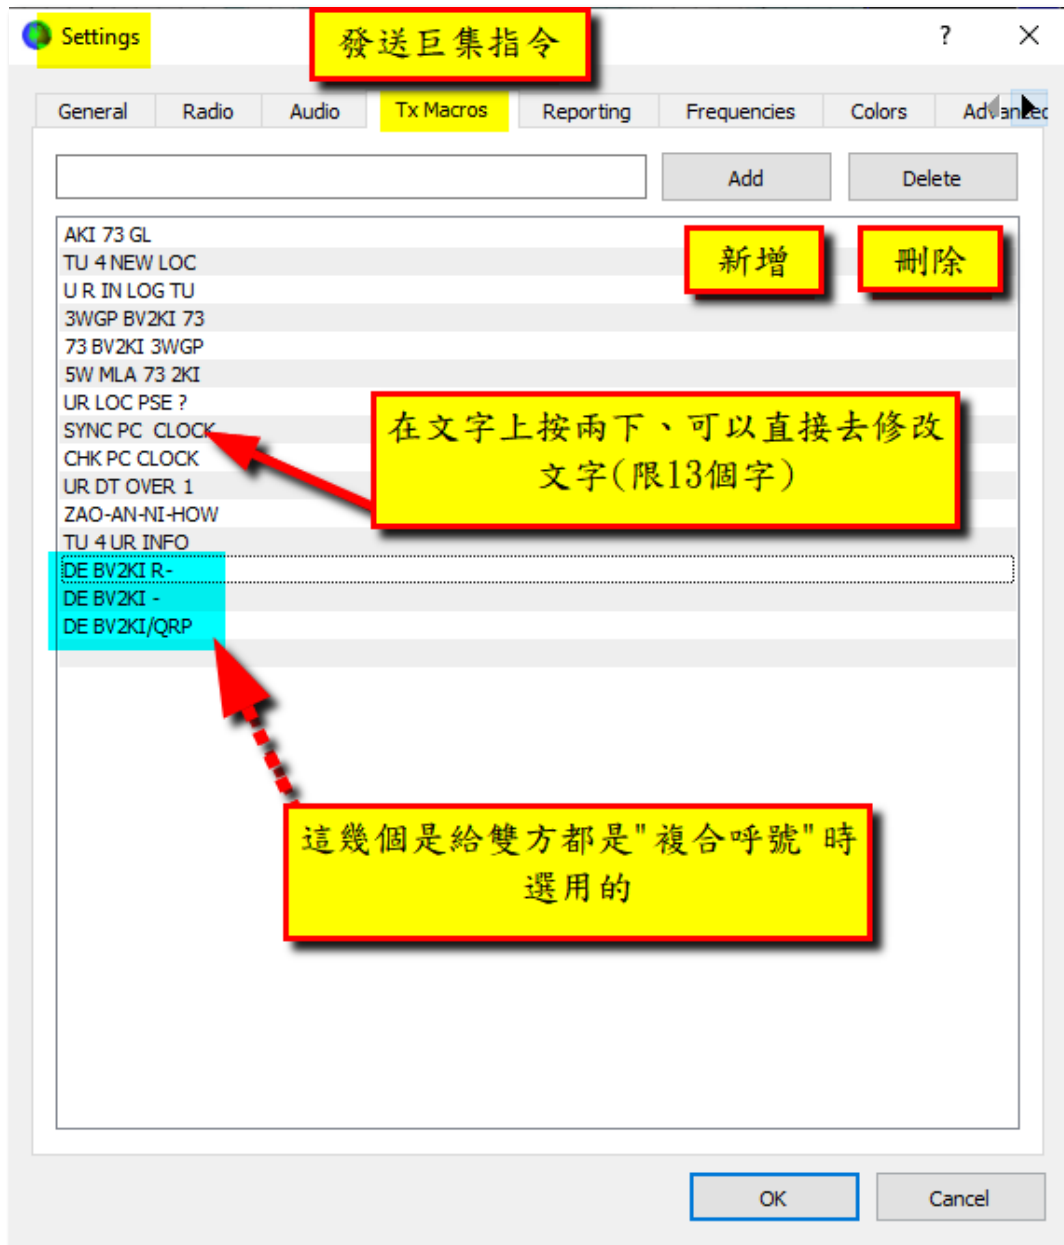 Settings
發送巨集指令
?
General Radio Audio Tx Macros Reporting Frequencies Colors Advanced
Add Delete
新增 刪除
AKI 73 GL
TU 4 NEW LOC
U R IN LOG TU
3WGP BV2KI 73
73 BV2KI 3WGP
5W MLA 73 2KI
UR LOC PSE ?
SYNC PC  CLOCK
CHK PC CLOCK
UR DT OVER 1
ZAO-AN-NI-HOW
TU 4 UR INFO
DE BV2KI R-
DE BV2KI -
DE BV2KI/QRP
在文字上按兩下、可以直接去修改
文字(限13個字)
這幾個是給雙方都是"複合呼號"時
選用的
OK Cancel